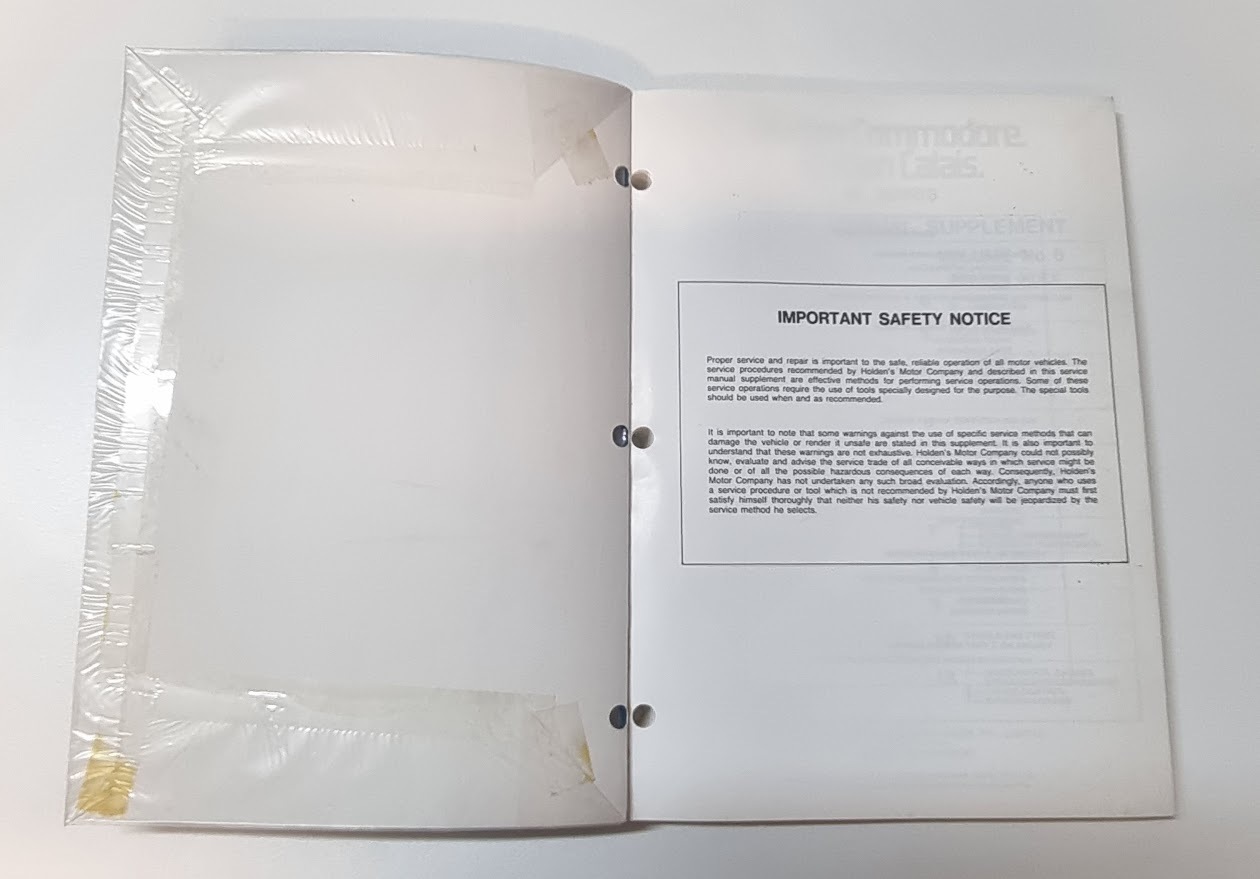 mmodore
Calais.
SUPPLEMENT
IMPORTANT SAFETY NOTICE
Proper service and repair is important to the safe, reliable operation of all motor vehicles. The
service procedures recommended by Holden's Motor Company and described in this service
manual supplement are effective methods for performing service operations. Some of these
service operations require the use of tools specially designed for the purpose. The special tools
should be used when and as recommended.
It is important to note that some warnings against the use of specific service methods that can
damage the vehicle or render it unsafe are stated in this supplement. It is also important to
understand that these warnings are not exhaustive. Holden's Motor Company could not possibly
know, evaluate and advise the service trade of all conceivable ways in which service might be
done or of all the possible hazardous consequences of each way. Consequently, Holden's
Motor Company has not undertaken any such broad evaluation. Accordingly, anyone who uses
a service procedure or tool which is not recommended by Holden's Motor Company must first
satisfy himself thoroughly that neither his safety nor vehicle safety will be jeopardized by the
service method he selects.